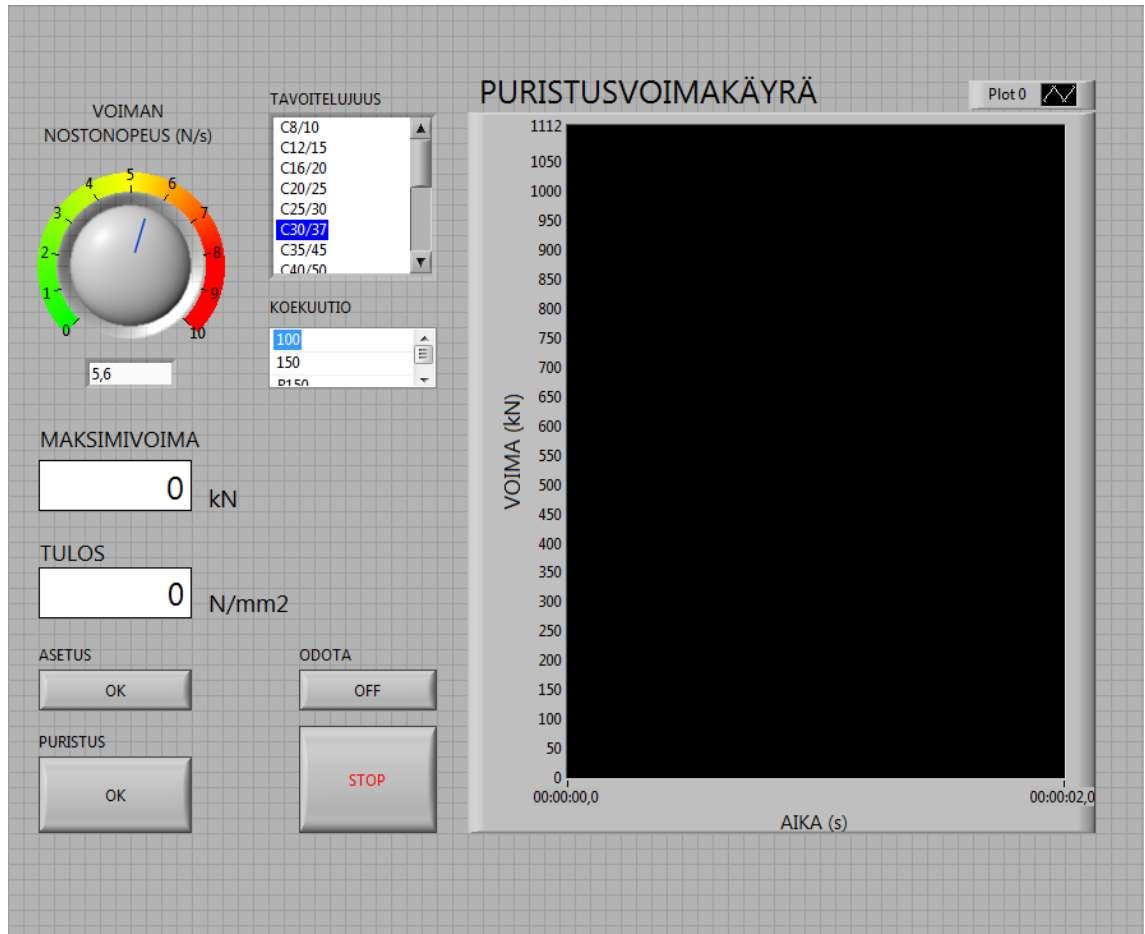 VOIMAN
NOSTONOPEUS (N/s)
0
1
2
3
4
5
6
7
8
9
10
5,6
TAVOITELUJUUS
C8/10
C12/15
C16/20
C20/25
C25/30
C30/37
C35/45
C40/50
KOEKUUTIO
100
150
P150
MAKSIMIVOIMA
0 kN
TULOS
0 N/mm2
ASETUS
OK
ODOTA
OFF
PURISTUS
OK
STOP
PURISTUSVOIMAKÄYRÄ
Plot 0
VOIMA (kN)
1112
1050
1000
950
900
850
800
750
700
650
600
550
500
450
400
350
300
250
200
150
100
50
0
00:00:00,0
00:00:02,0
AIKA (s)